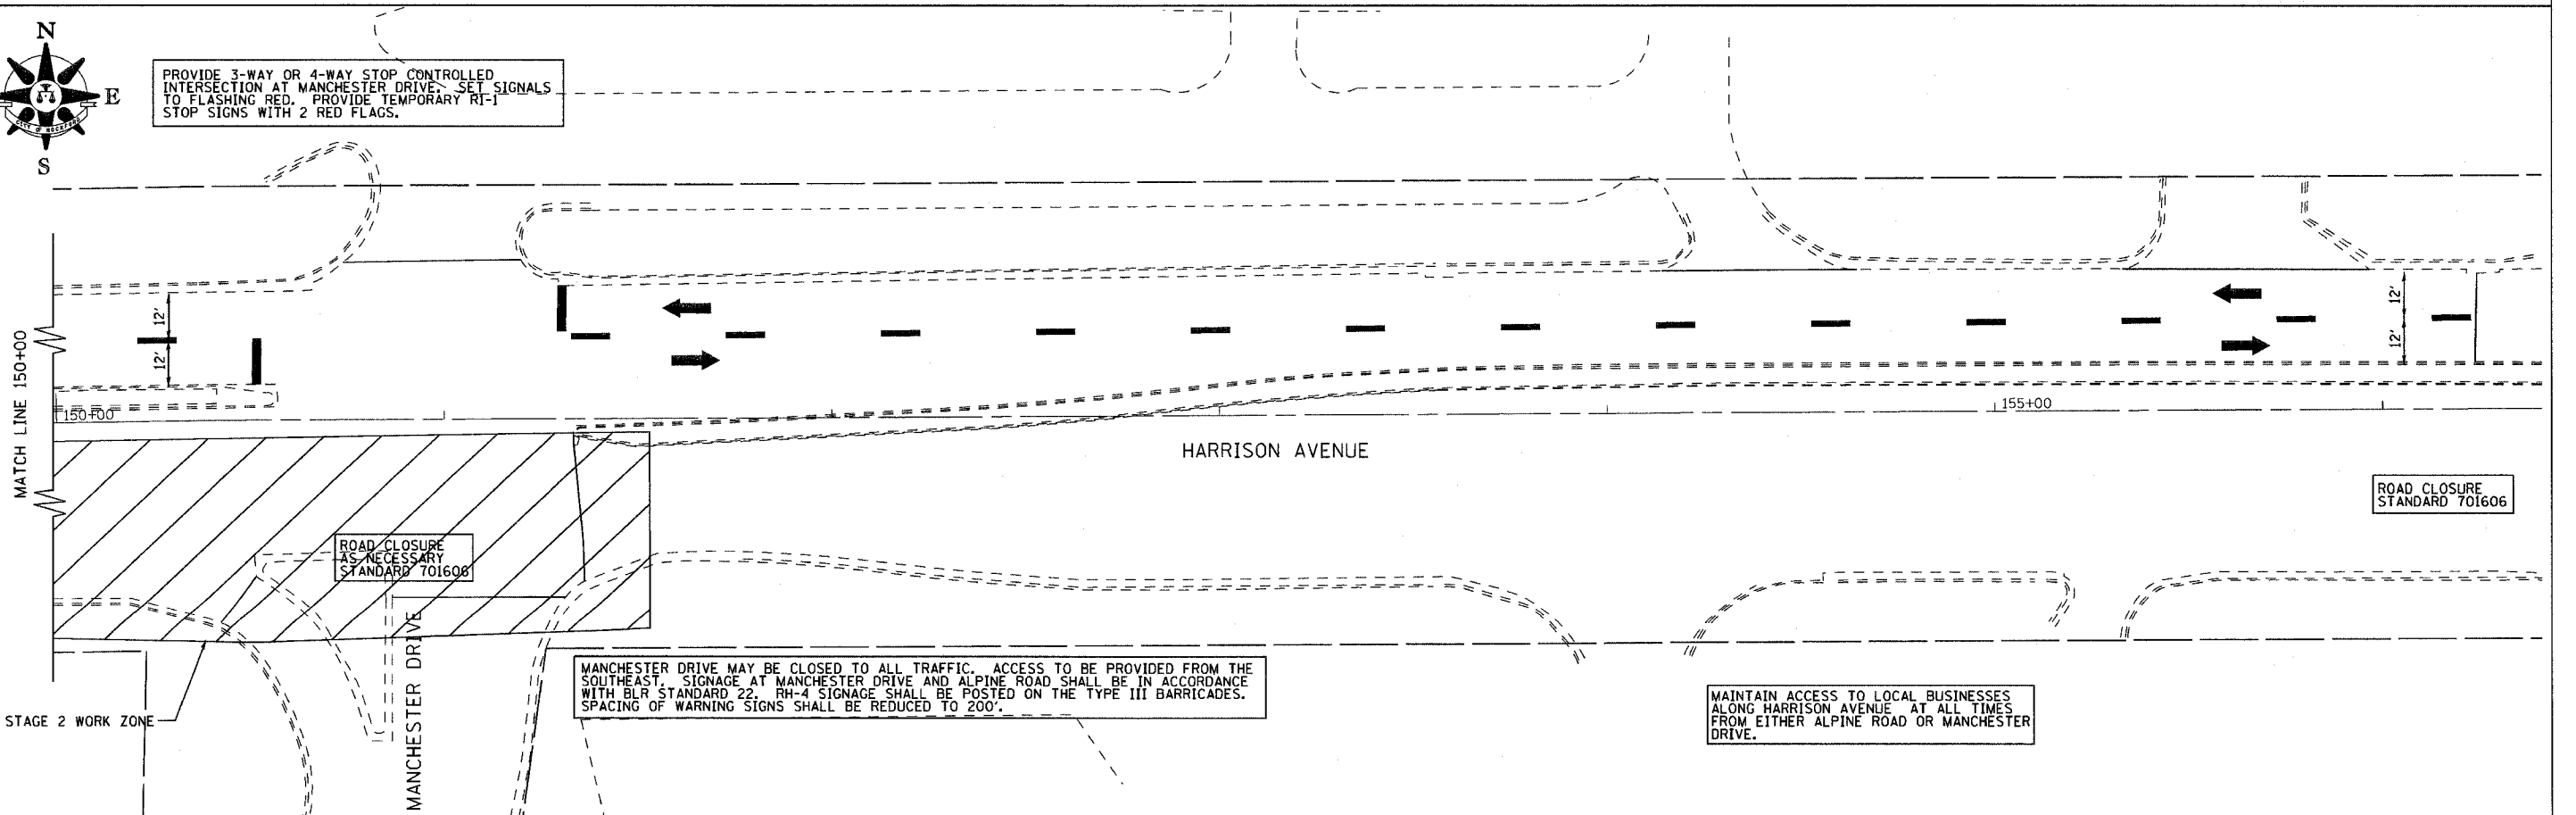 N
E
S
CITY OF ROCKFORD
PROVIDE 3-WAY OR 4-WAY STOP CONTROLLED
INTERSECTION AT MANCHESTER DRIVE. SET SIGNALS
TO FLASHING RED. PROVIDE TEMPORARY R1-1
STOP SIGNS WITH 2 RED FLAGS.
MATCH LINE 150+00
12'
12'
12'
12'
150+00
155+00
HARRISON AVENUE
ROAD CLOSURE
STANDARD 701606
ROAD CLOSURE
AS NECESSARY
STANDARD 701606
MANCHESTER DRIVE
STAGE 2 WORK ZONE
MANCHESTER DRIVE MAY BE CLOSED TO ALL TRAFFIC. ACCESS TO BE PROVIDED FROM THE
SOUTHEAST. SIGNAGE AT MANCHESTER DRIVE AND ALPINE ROAD SHALL BE IN ACCORDANCE
WITH BLR STANDARD 22. RH-4 SIGNAGE SHALL BE POSTED ON THE TYPE III BARRICADES.
SPACING OF WARNING SIGNS SHALL BE REDUCED TO 200'.
MAINTAIN ACCESS TO LOCAL BUSINESSES
ALONG HARRISON AVENUE AT ALL TIMES
FROM EITHER ALPINE ROAD OR MANCHESTER
DRIVE.